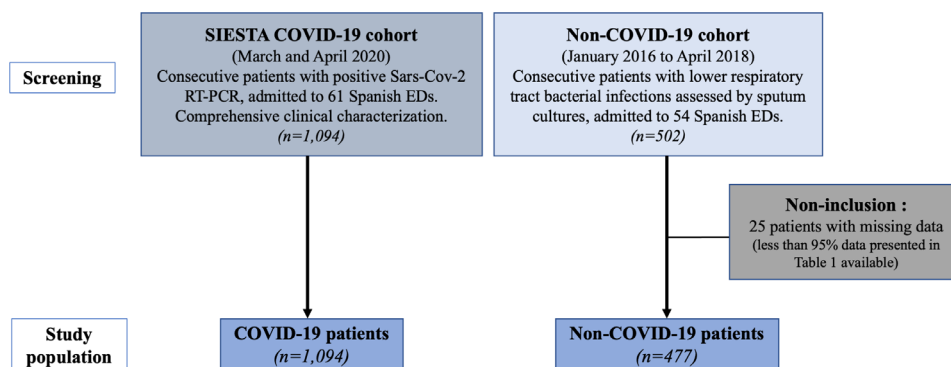 SIESTA COVID-19 cohort
(March and April 2020)
Consecutive patients with positive Sars-Cov-2
RT-PCR, admitted to 61 Spanish EDs.
Comprehensive clinical characterization.
(n=1,094)
Non-COVID-19 cohort
(January 2016 to April 2018)
Consecutive patients with lower respiratory
tract bacterial infections assessed by sputum
cultures, admitted to 54 Spanish EDs.
(n=502)
Screening
Non-inclusion :
25 patients with missing data
(less than 95% data presented in
Table 1 available)
Study
population
COVID-19 patients
(n=1,094)
Non-COVID-19 patients
(n=477)